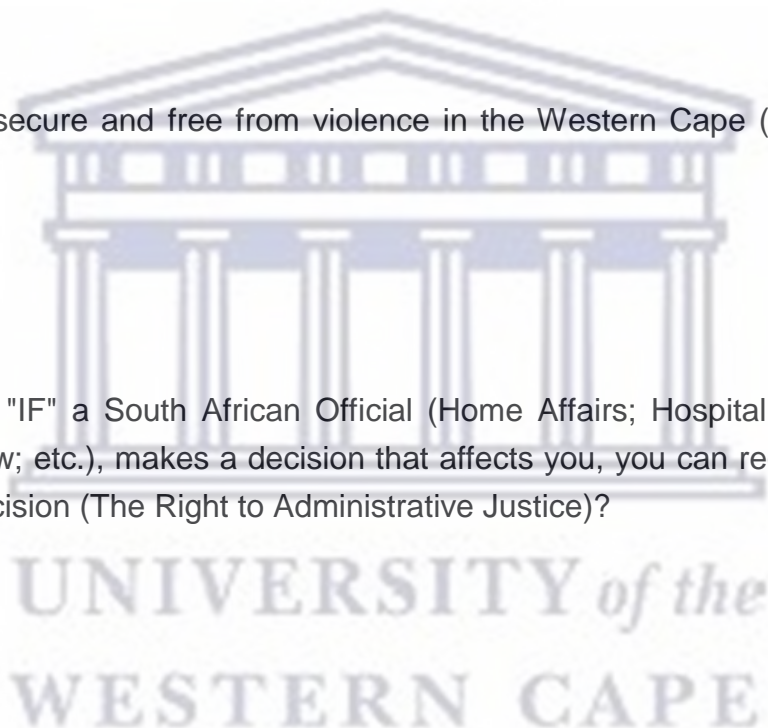 secure and free from violence in the Western Cape (
"IF" a South African Official (Home Affairs; Hospital
w; etc.), makes a decision that affects you, you can re
cision (The Right to Administrative Justice)?
UNIVERSITY of the
WESTERN CAPE